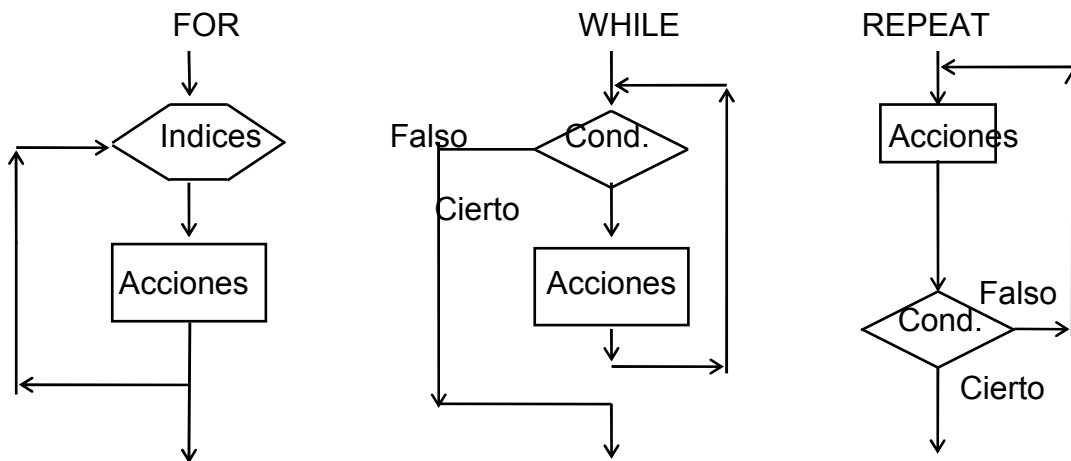 FOR
Indices
Acciones
WHILE
Falso
Cond.
Cierto
Acciones
REPEAT
Acciones
Falso
Cond.
Cierto